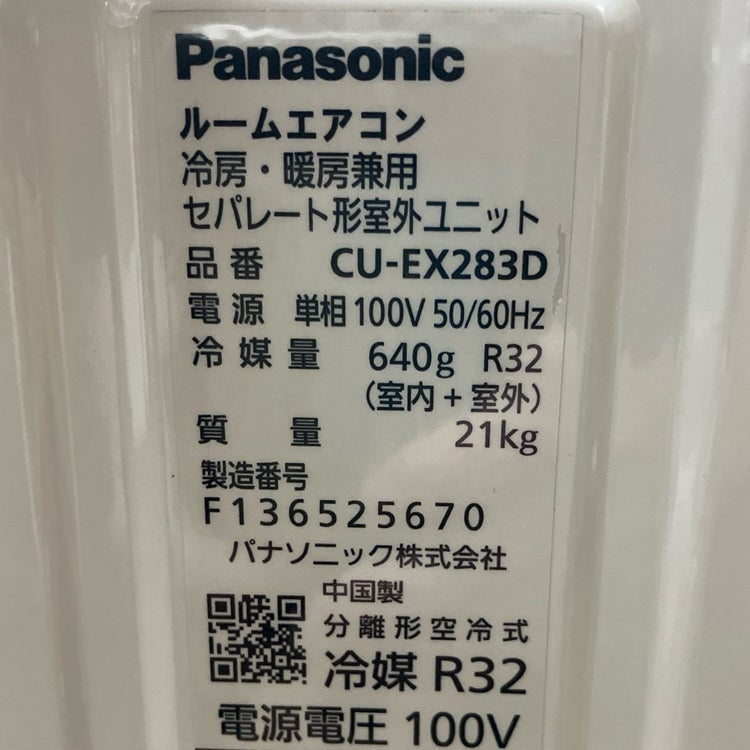 Panasonic
ルームエアコン
冷房・暖房兼用
セパレート形室外ユニット
品番 CU-EX283D
電源 単相100V 50/60Hz
冷媒量 640g R32
（室内+室外）
質量 21kg
製造番号
F136525670
パナソニック株式会社
中国製
分離形空冷式
冷媒 R32
電源電圧 100V